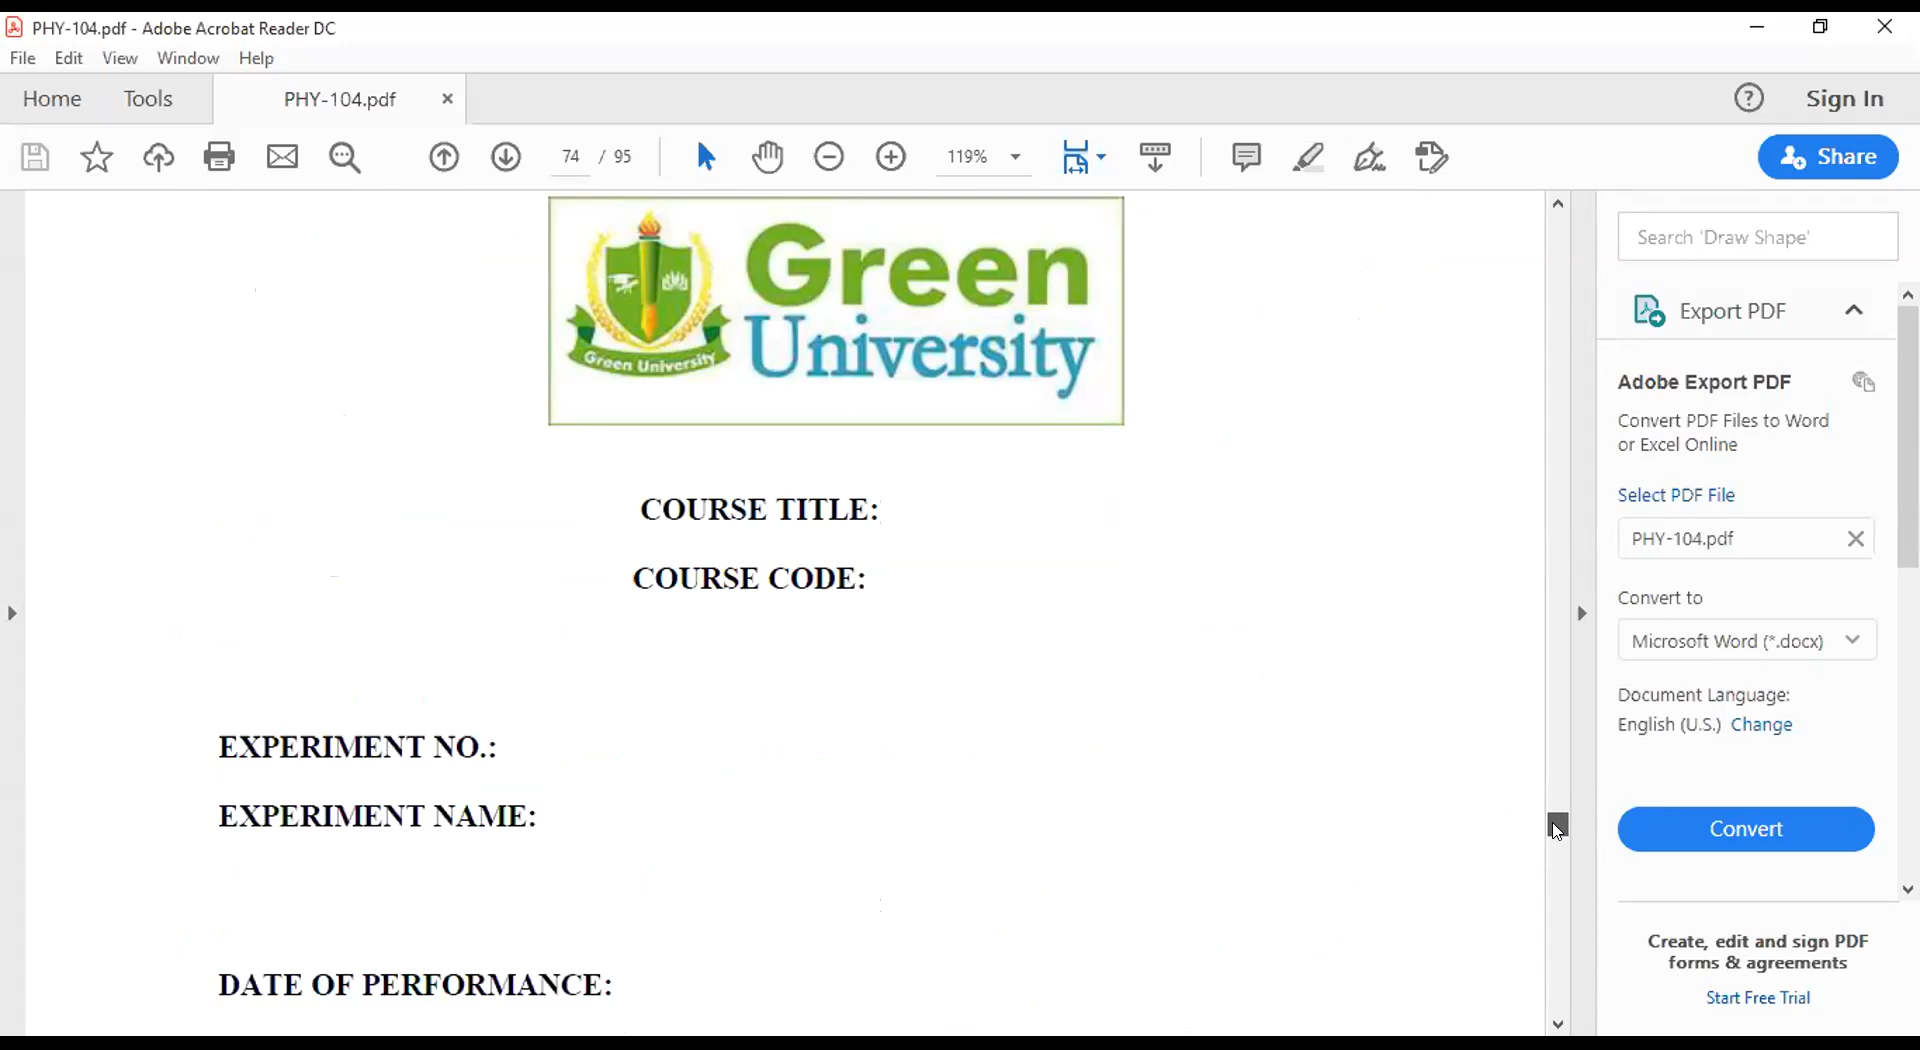 PHY-104.pdf - Adobe Acrobat Reader DC
File Edit View Window Help
Home Tools PHY-104.pdf × ? Sign In
74 / 95 119% Share
Green University
Green
University
COURSE TITLE:
COURSE CODE:
EXPERIMENT NO.:
EXPERIMENT NAME:
DATE OF PERFORMANCE:
Search 'Draw Shape'
Export PDF
Adobe Export PDF
Convert PDF Files to Word
or Excel Online
Select PDF File
PHY-104.pdf
Convert to
Microsoft Word (*.docx)
Document Language:
English (U.S.) Change
Convert
Create, edit and sign PDF
forms & agreements
Start Free Trial